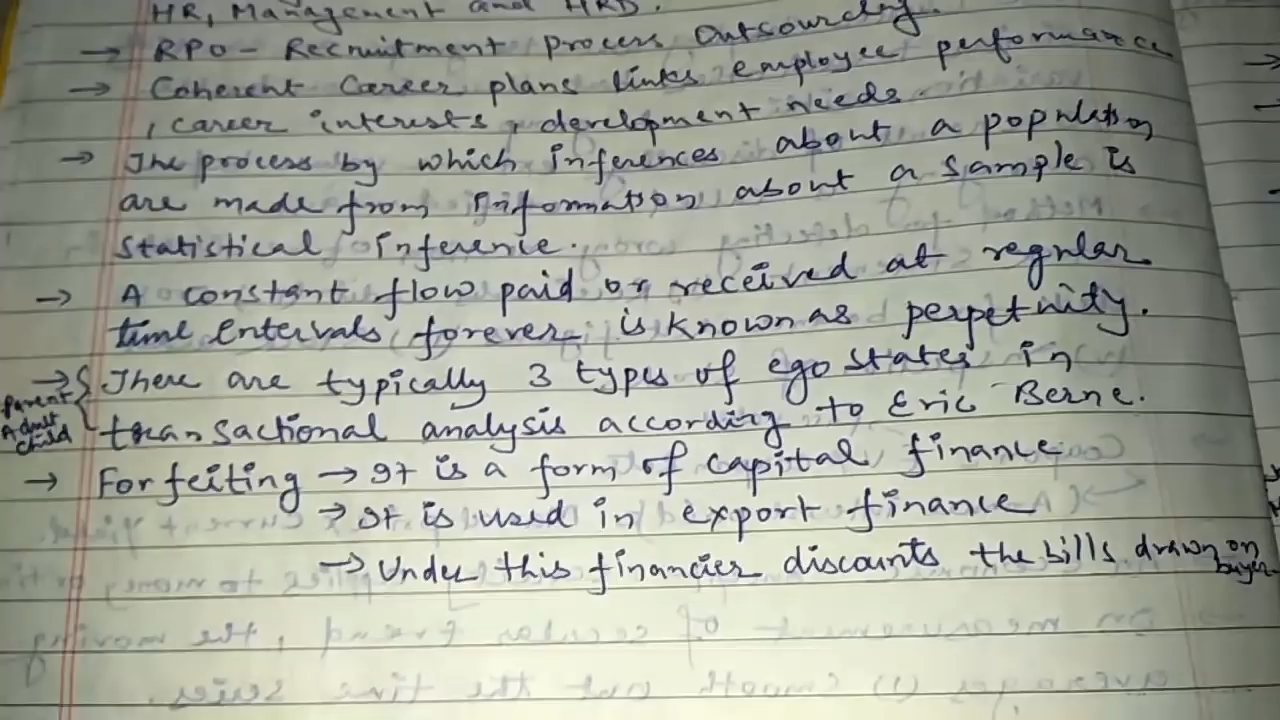 HR, Management and HRD.
→ RPO - Recruitment process Outsourcing.
→ Coherent Career plans links employee performance
, career interests, development needs.
→ The process by which inferences about a population
are made from information about a sample is
statistical inference.
→ A constant flow paid or received at regular
time intervals forever is known as perpetuity.
→ { There are typically 3 types of ego states in
Parent
Adult
Child
transactional analysis according to Eric Berne.
→ Forfeiting → It is a form of capital finance
→ It is used in export finance
→ Under this financier discounts the bills drawn on
buyer.